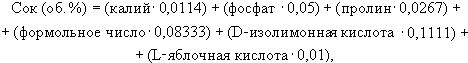 Сок (об. %) = (калий· 0,0114) + (фосфат · 0,05) + (пролин· 0,0267) +
+ (формольное число· 0,08333) + (D-изолимонная кислота · 0,1111) +
+ (L-яблочная кислота· 0,01),